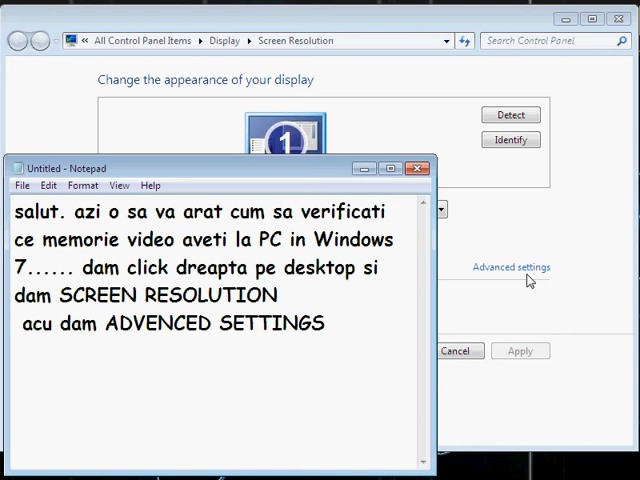 All Control Panel Items
Display
Screen Resolution
Search Control Panel
Change the appearance of your display
1
Detect
Identify
Untitled - Notepad
File Edit Format View Help
salut. azi o sa va arat cum sa verificati
ce memorie video aveti la PC in Windows
7...... dam click dreapta pe desktop si
dam SCREEN RESOLUTION
acu dam ADVENCED SETTINGS
Advanced settings
Cancel
Apply